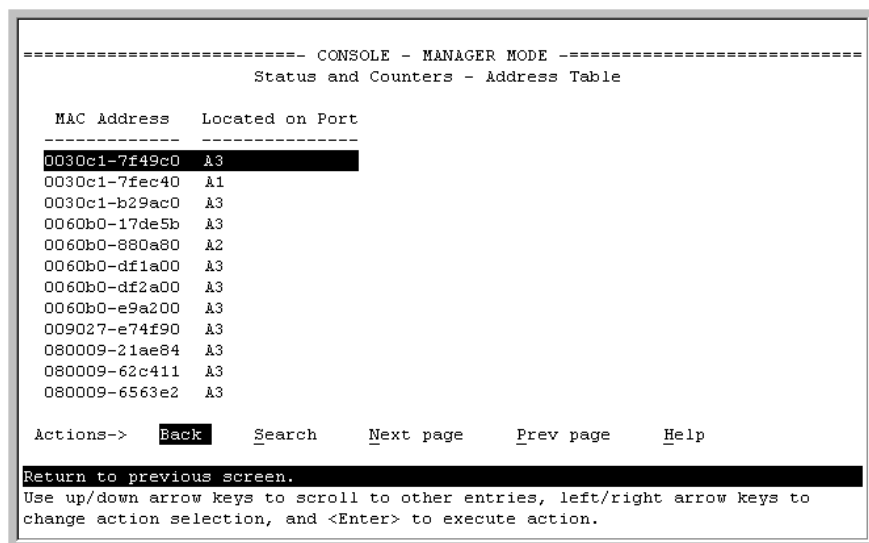 ===========================- CONSOLE - MANAGER MODE -============================
Status and Counters - Address Table
MAC Address   Located on Port
------------- ---------------
0030c1-7f49c0  A3
0030c1-7fec40  A1
0030c1-b29ac0  A3
0060b0-17de5b  A3
0060b0-880a80  A2
0060b0-df1a00  A3
0060b0-df2a00  A3
0060b0-e9a200  A3
009027-e74f90  A3
080009-21ae84  A3
080009-62c411  A3
080009-6563e2  A3
Actions->   Back   Search   Next page   Prev page   Help
Return to previous screen.
Use up/down arrow keys to scroll to other entries, left/right arrow keys to
change action selection, and <Enter> to execute action.